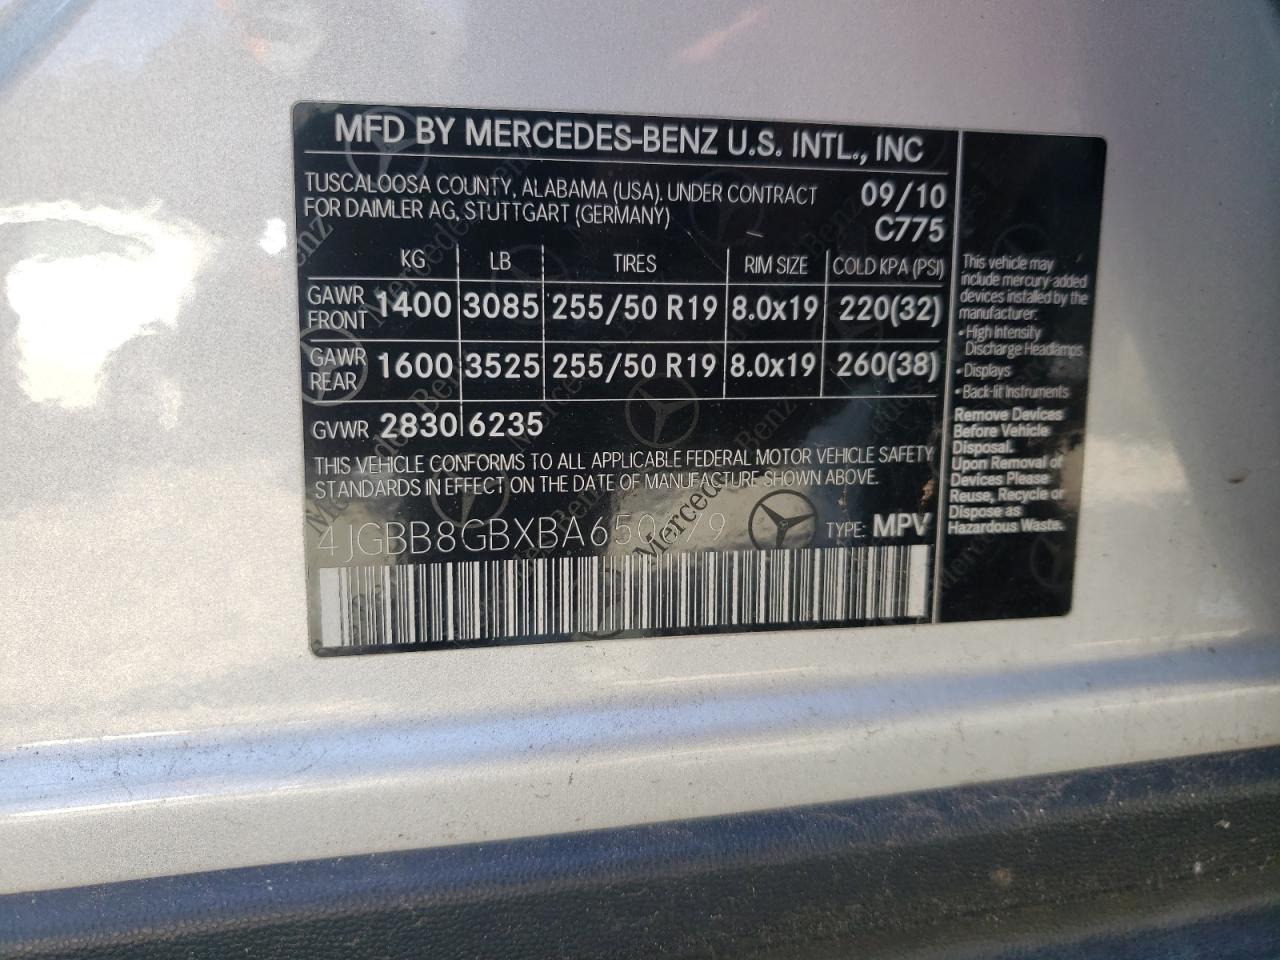 MFD BY MERCEDES-BENZ U.S. INTL., INC
TUSCALOOSA COUNTY, ALABAMA (USA), UNDER CONTRACT
FOR DAIMLER AG, STUTTGART (GERMANY)
09/10
C775
KG LB TIRES RIM SIZE COLD KPA (PSI)
GAWR FRONT 1400 3085 255/50 R19 8.0x19 220(32)
GAWR REAR 1600 3525 255/50 R19 8.0x19 260(38)
GVWR 2830 6235
THIS VEHICLE CONFORMS TO ALL APPLICABLE FEDERAL MOTOR VEHICLE SAFETY
STANDARDS IN EFFECT ON THE DATE OF MANUFACTURE SHOWN ABOVE.
TYPE: MPV
This vehicle may
include mercury-added
devices installed by the
manufacturer:
• High Intensity
Discharge Headlamps
• Displays
• Back-lit Instruments
Remove Devices
Before Vehicle
Disposal.
Upon Removal of
Devices Please
Reuse, Recycle or
Dispose as
Hazardous Waste.